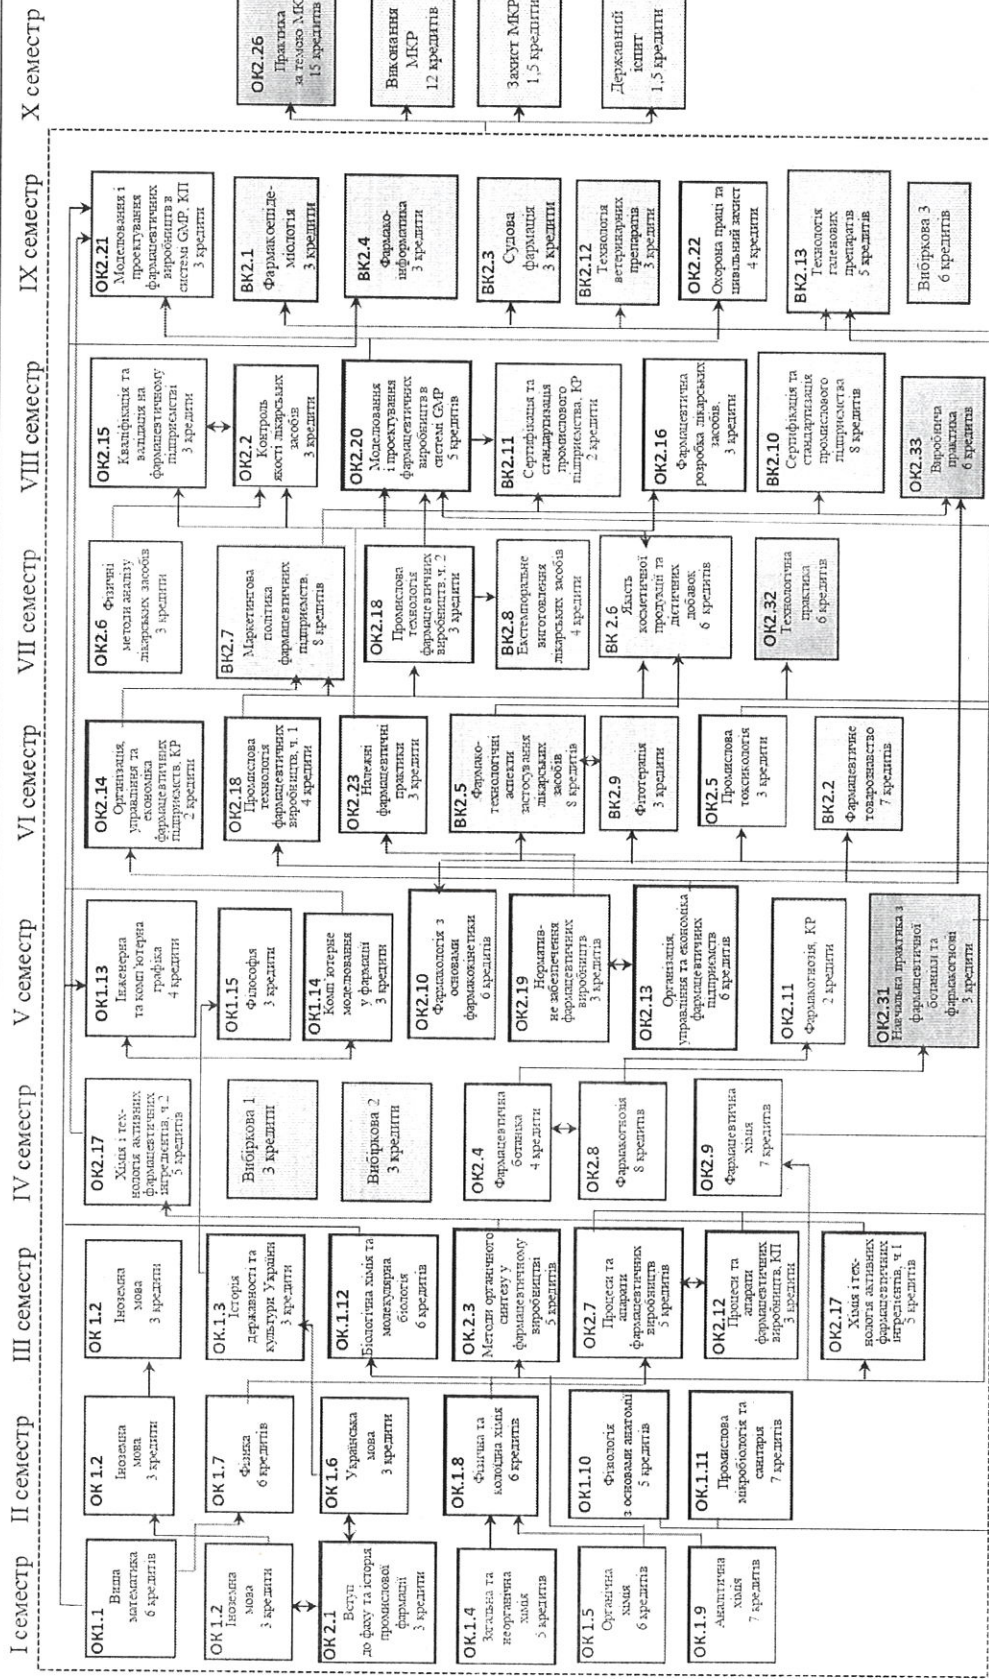 I семестр
ОК1.1
Вища
математика
6 кредитів
ОК 1.2
Іноземна
мова
3 кредити
ОК 2.1
Вступ
до фаху та історія
промислової
фармації
3 кредити
ОК.1.4
Загальна та
неорганічна
хімія
5 кредитів
ОК 1.5
Органічна
хімія
6 кредитів
ОК.1.9
Аналітична
хімія
7 кредитів
II семестр
ОК 1.2
Іноземна
мова
3 кредити
ОК 1.7
Фізика
6 кредитів
ОК 1.6
Українська
мова
3 кредити
ОК.1.8
Фізична та
колоїдна хімія
6 кредитів
ОК1.10
Фізіологія
з основами анатомії
5 кредитів
ОК1.11
Промислова
мікробіологія та
санітарія
7 кредитів
III семестр
ОК 1.2
Іноземна
мова
3 кредити
ОК.1.3
Історія
державності та
культури України
3 кредити
ОК.1.12
Біологічна хімія та
молекулярна
біологія
6 кредитів
ОК2.3
Методи органічного
синтезу у
фармацевтичному
виробництві
5 кредитів
ОК2.7
Процеси та
апарати
фармацевтичних
виробництв
5 кредитів
ОК2.12
Процеси та
апарати
фармацевтичних
виробництв, КП
3 кредити
ОК2.17
Хімія і тех-
нологія активних
фармацевтичних
інгредієнтів, ч 1
5 кредитів
IV семестр
ОК2.17
Хімія і тех-
нологія активних
фармацевтичних
інгредієнтів, ч 2
5 кредитів
Вибіркова 1
3 кредити
Вибіркова 2
3 кредити
ОК2.4
Фармацевтична
ботаніка
4 кредити
ОК2.8
Фармакогнозія
8 кредитів
ОК2.9
Фармацевтична
хімія
7 кредитів
V семестр
ОК1.13
Інженерна
та комп'ютерна
графіка
4 кредити
ОК1.15
Філософія
3 кредити
ОК1.14
Комп'ютерне
моделювання
у фармації
3 кредити
ОК2.10
Фармакологія з
основами
фармакокінетики
6 кредитів
ОК2.19
Норматив-
не забезпечення
фармацевтичних
виробництв
3 кредити
ОК2.13
Організація,
управління та економіка
фармацевтичних
підприємств
6 кредитів
ОК2.11
Фармакогнозія, КР
2 кредити
ОК2.31
Навчальна практика з
фармацевтичної
ботаніки та
фармакогнозії
3 кредити
VI семестр
ОК2.14
Організація,
управління та
економіка
фармацевтичних
підприємств, КР
2 кредити
ОК2.18
Промислова
технологія
фармацевтичних
виробництв, ч. 1
4 кредити
ОК2.23
Належні
фармацевтичні
практики
3 кредити
ВК2.5
Фармако-
технологічні
аспекти
застосування
лікарських
засобів
8 кредитів
ВК2.9
Фітотерапія
6 кредитів
ОК2.5
Промислова
токсикологія
3 кредити
ВК2.2
Фармацевтичне
товарознавство
7 кредитів
VII семестр
ОК2.6
Фізичні
методи аналізу
лікарських засобів
3 кредити
ВК2.7
Маркетингова
політика
фармацевтичних
підприємств.
8 кредитів
ОК2.18
Промислова
технологія
фармацевтичних
виробництв, ч. 2
3 кредити
ВК2.8
Екстемпоральне
виготовлення
лікарських засобів
4 кредити
ВК 2.6
Якість
косметичної
продукції та
дієтичних
добавок
6 кредитів
ОК2.32
Технологічна
практика
6 кредитів
VIII семестр
ОК2.15
Кваліфікація та
валідація на
фармацевтичному
підприємстві
3 кредити
ОК2.2
Контроль
якості лікарських
засобів
3 кредити
ОК2.20
Моделювання
і проектування
фармацевтичних
виробництв в
системі GMP
5 кредитів
ВК2.11
Сертифікація та
стандартизація
промислового
підприємства, КР
2 кредити
ОК2.16
Фармацевтична
розробка лікарських
засобів.
3 кредити
ВК2.10
Сертифікація та
стандартизація
промислового
підприємства
8 кредитів
ОК2.33
Виробнича
практика
6 кредитів
IX семестр
ОК2.21
Моделювання і
проектування
фармацевтичних
виробництв в
системі GMP, КП
3 кредити
ВК2.1
Фармакоепіде-
міологія
3 кредити
ВК2.4
Фармако-
інформатика
3 кредити
ВК2.3
Судова
фармація
3 кредити
ВК2.12
Технологія
ветеринарних
препаратів
3 кредити
ОК2.22
Охорона праці та
цивільний захист
4 кредити
ВК2.13
Технологія
галенових
препаратів
5 кредитів
Вибіркова 3
6 кредитів
X семестр
ОК2.26
Практика
за темою МК
15 кредитів
Виконання
МКР
12 кредитів
Захист МКР
1,5 кредити
Державний
іспит
1,5 кредити